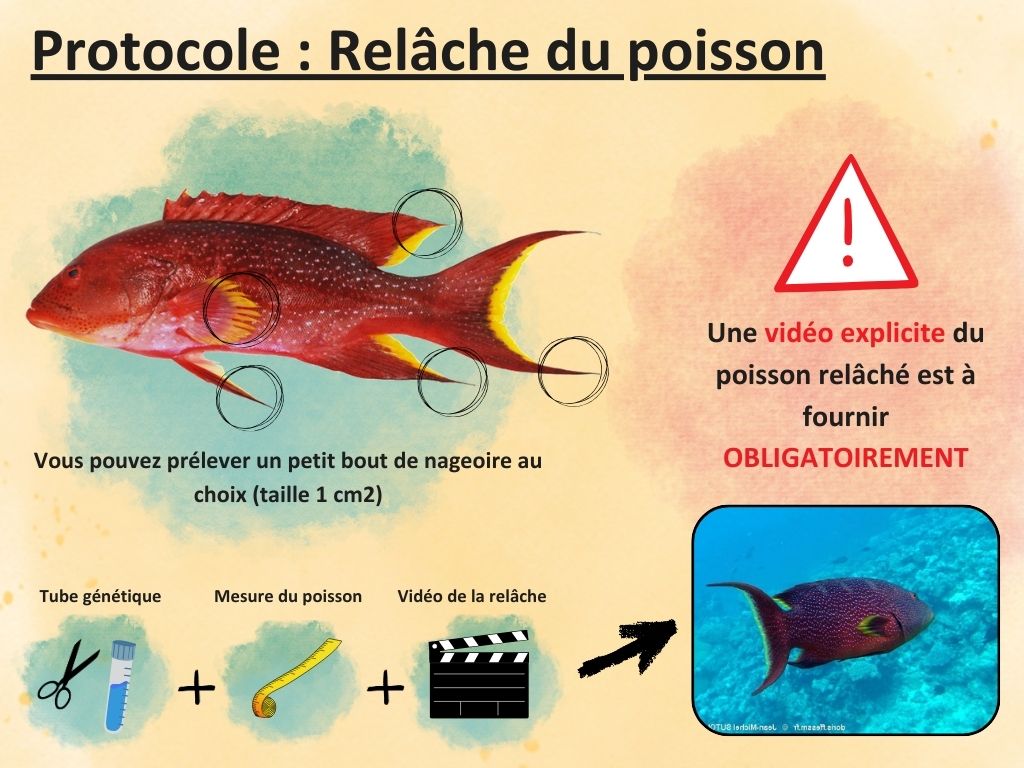 Protocole : Relâche du poisson
Une vidéo explicite du
poisson relâché est à
fournir
OBLIGATOIREMENT
Vous pouvez prélever un petit bout de nageoire au
choix (taille 1 cm2)
Tube génétique
Mesure du poisson
Vidéo de la relâche